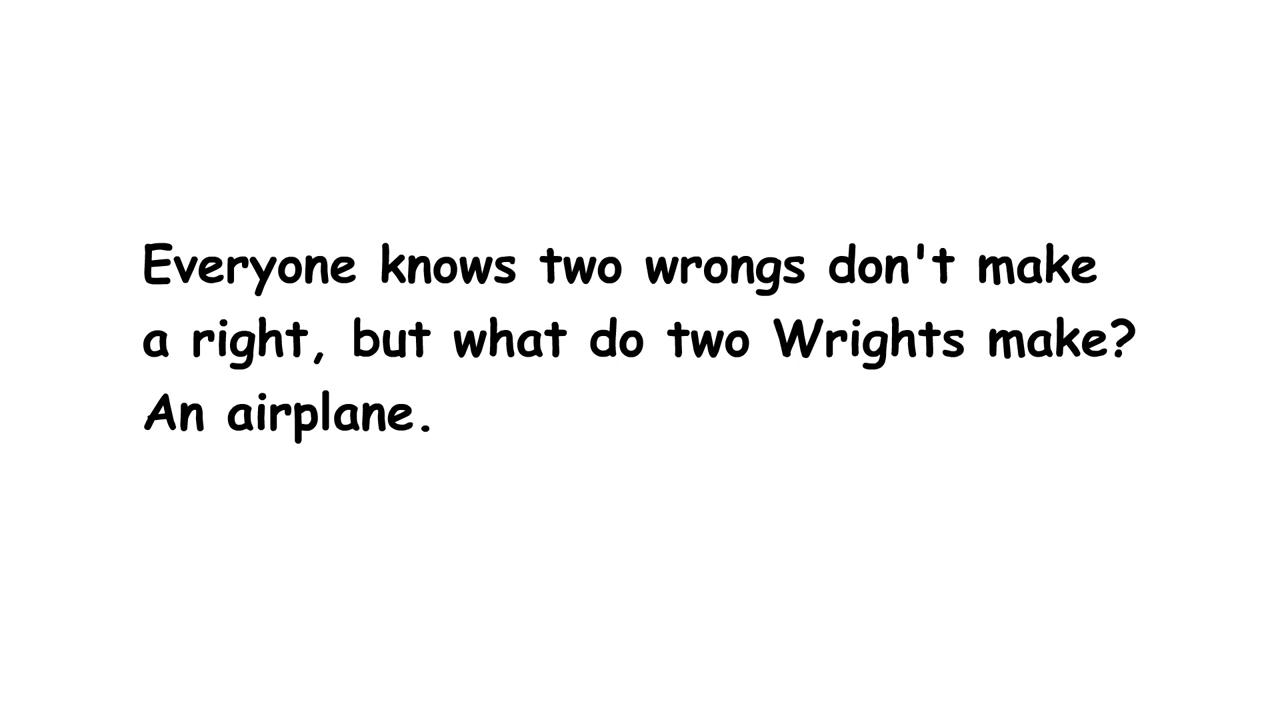 Everyone knows two wrongs don't make
a right, but what do two Wrights make?
An airplane.